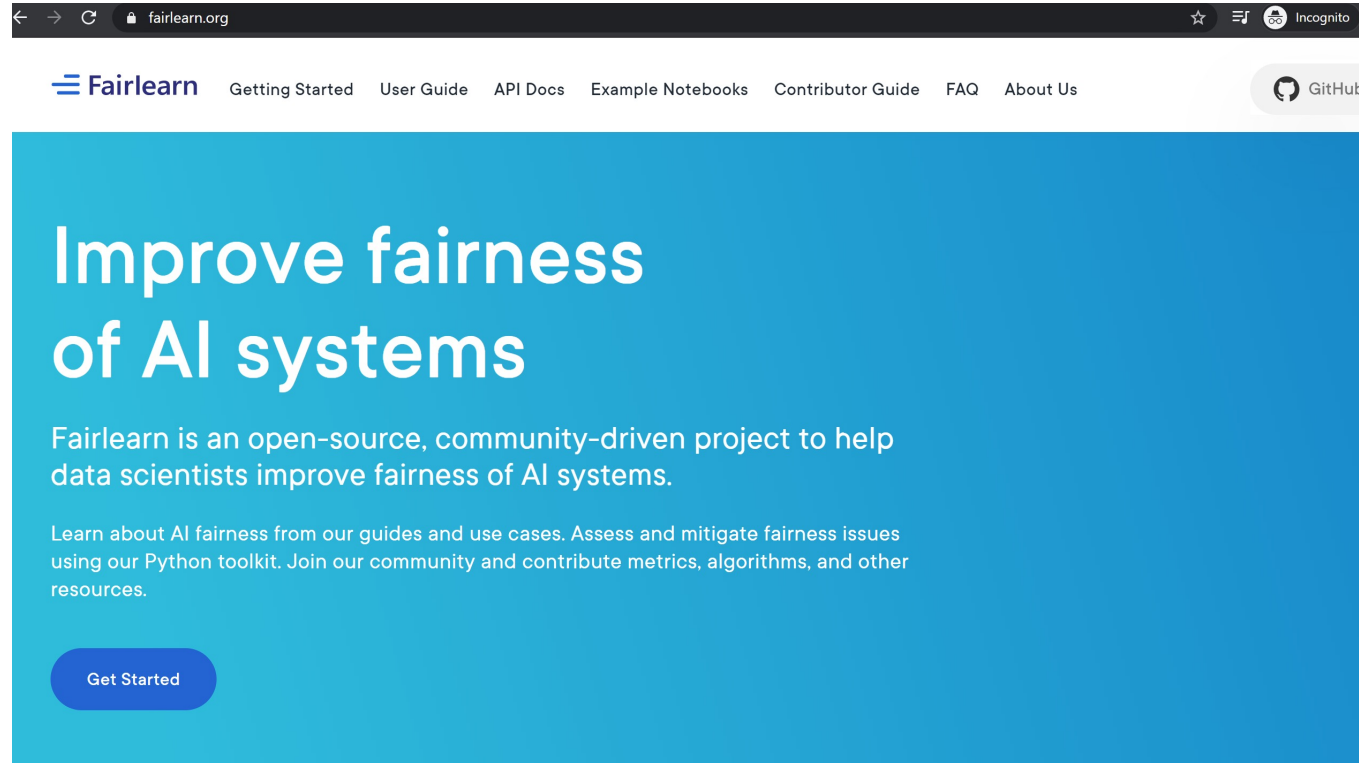 fairlearn.org Incognito
Fairlearn Getting Started User Guide API Docs Example Notebooks Contributor Guide FAQ About Us GitHub
Improve fairness
of AI systems
Fairlearn is an open-source, community-driven project to help
data scientists improve fairness of AI systems.
Learn about AI fairness from our guides and use cases. Assess and mitigate fairness issues
using our Python toolkit. Join our community and contribute metrics, algorithms, and other
resources.
Get Started